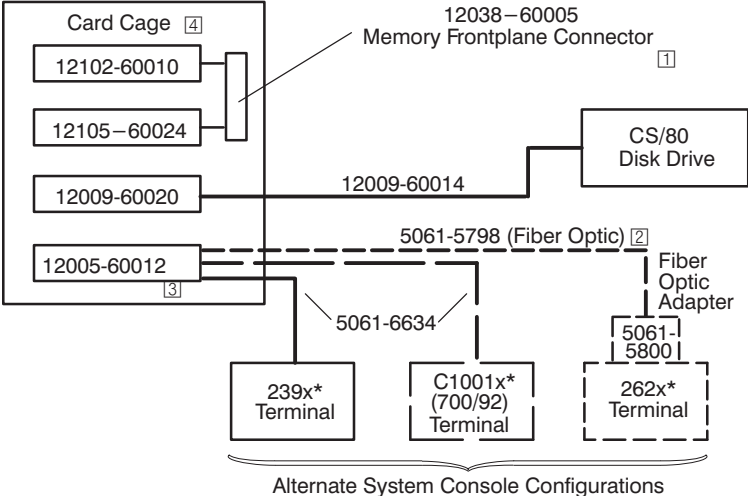 Card Cage 4
12038–60005
Memory Frontplane Connector
1
12102-60010
12105–60024
CS/80
Disk Drive
12009-60020
12009-60014
5061-5798 (Fiber Optic) 2
12005-60012
3
Fiber
Optic
Adapter
5061-6634
5061-
5800
239x*
Terminal
C1001x*
(700/92)
Terminal
262x*
Terminal
Alternate System Console Configurations